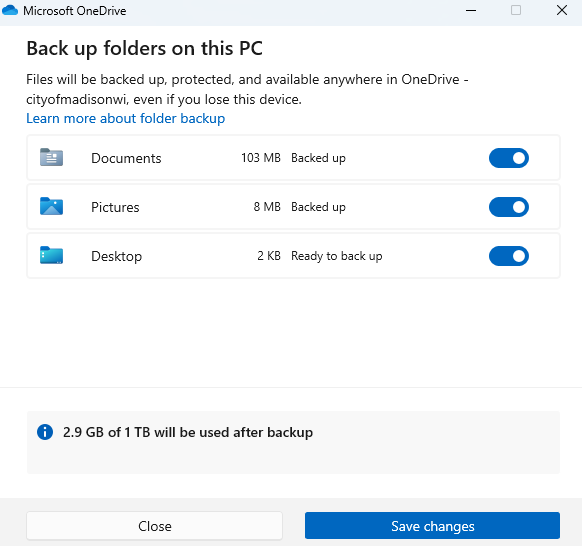 Microsoft OneDrive
Back up folders on this PC
Files will be backed up, protected, and available anywhere in OneDrive -
cityofmadisonwi, even if you lose this device.
Learn more about folder backup
Documents 103 MB Backed up
Pictures 8 MB Backed up
Desktop 2 KB Ready to back up
2.9 GB of 1 TB will be used after backup
Close Save changes